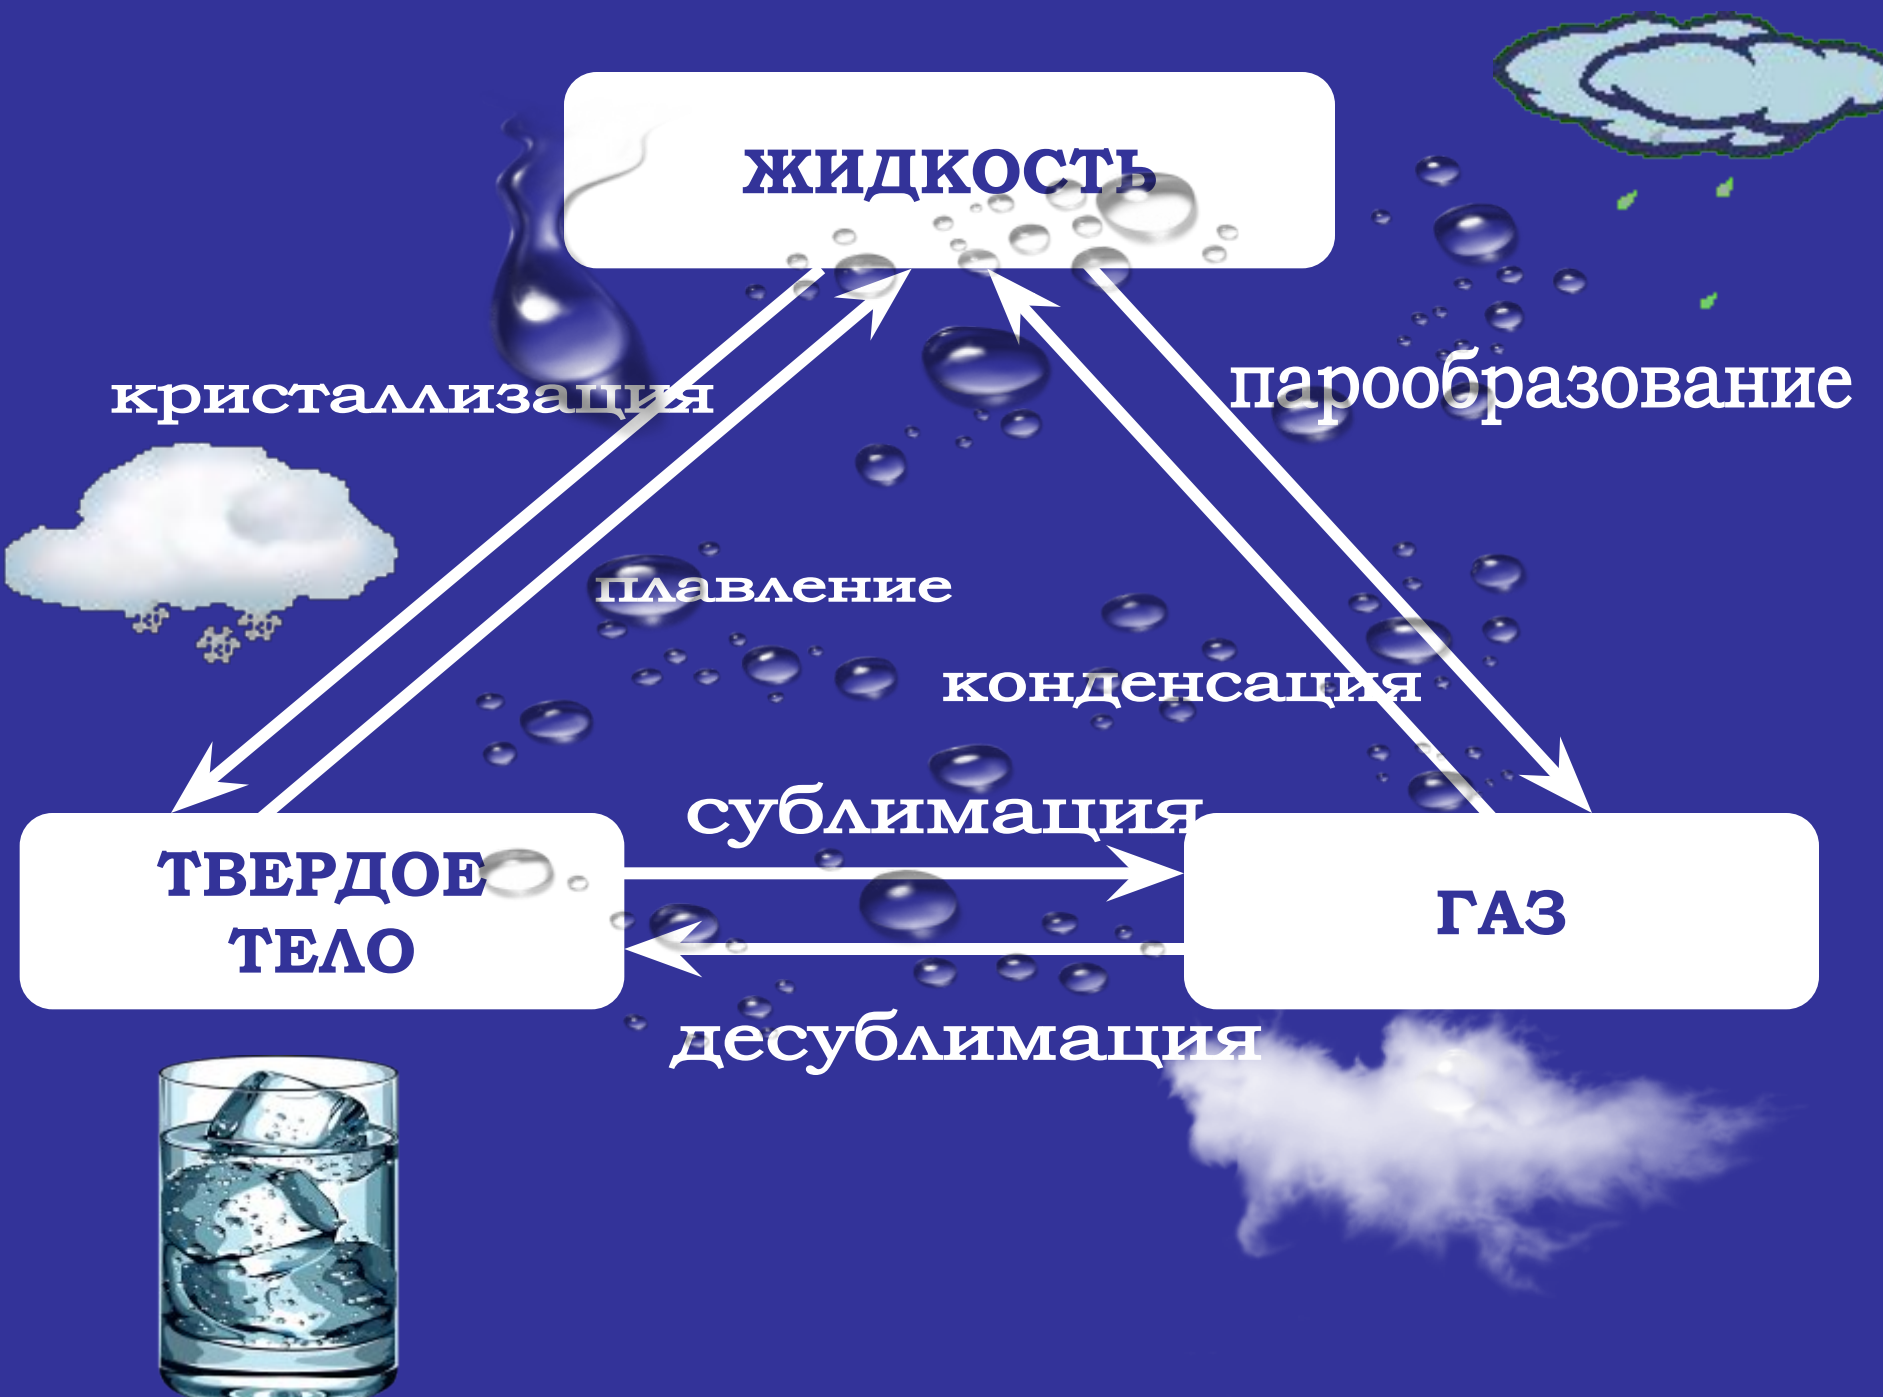 ЖИДКОСТЬ
кристаллизация
парообразование
плавление
конденсация
сублимация
ТВЕРДОЕ
ТЕЛО
ГАЗ
десублимация